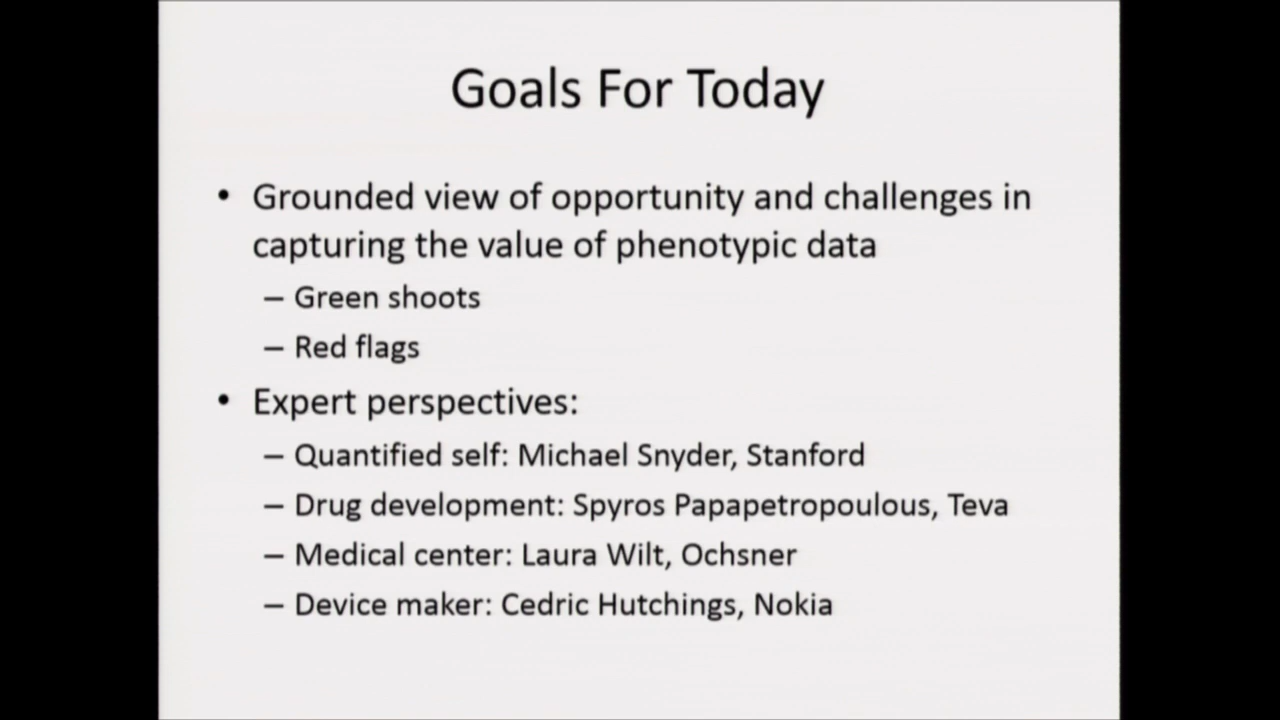 Goals For Today
• Grounded view of opportunity and challenges in
capturing the value of phenotypic data
– Green shoots
– Red flags
• Expert perspectives:
– Quantified self: Michael Snyder, Stanford
– Drug development: Spyros Papapetropoulous, Teva
– Medical center: Laura Wilt, Ochsner
– Device maker: Cedric Hutchings, Nokia